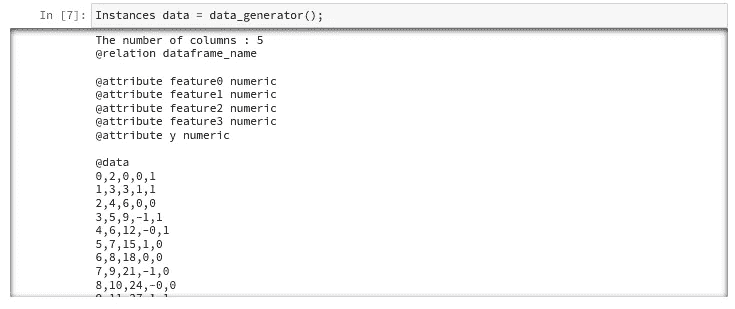 In [7]: Instances data = data_generator();
The number of columns : 5
@relation dataframe_name
@attribute feature0 numeric
@attribute feature1 numeric
@attribute feature2 numeric
@attribute feature3 numeric
@attribute y numeric
@data
0,2,0,0,1
1,3,3,1,1
2,4,6,0,0
3,5,9,-1,1
4,6,12,-0,1
5,7,15,1,0
6,8,18,0,0
7,9,21,-1,0
8,10,24,-0,0